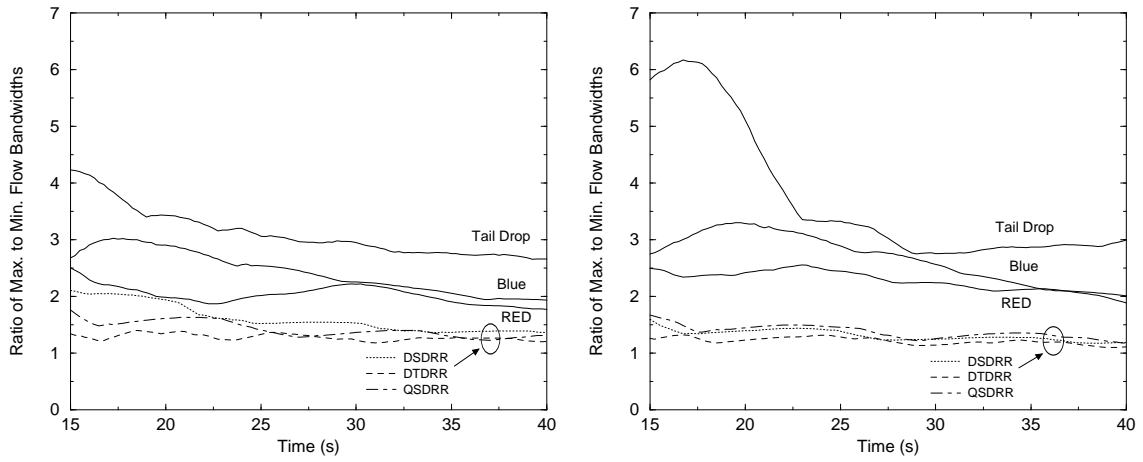 Ratio of Max. to Min. Flow Bandwidths
7
6
5
4
3
2
1
0
Tail Drop
Blue
RED
DSDRR
DTDRR
QSDRR
15
20
25
30
35
40
Time (s)
Ratio of Max. to Min. Flow Bandwidths
7
6
5
4
3
2
1
0
Tail Drop
Blue
RED
DSDRR
DTDRR
QSDRR
15
20
25
30
35
40
Time (s)